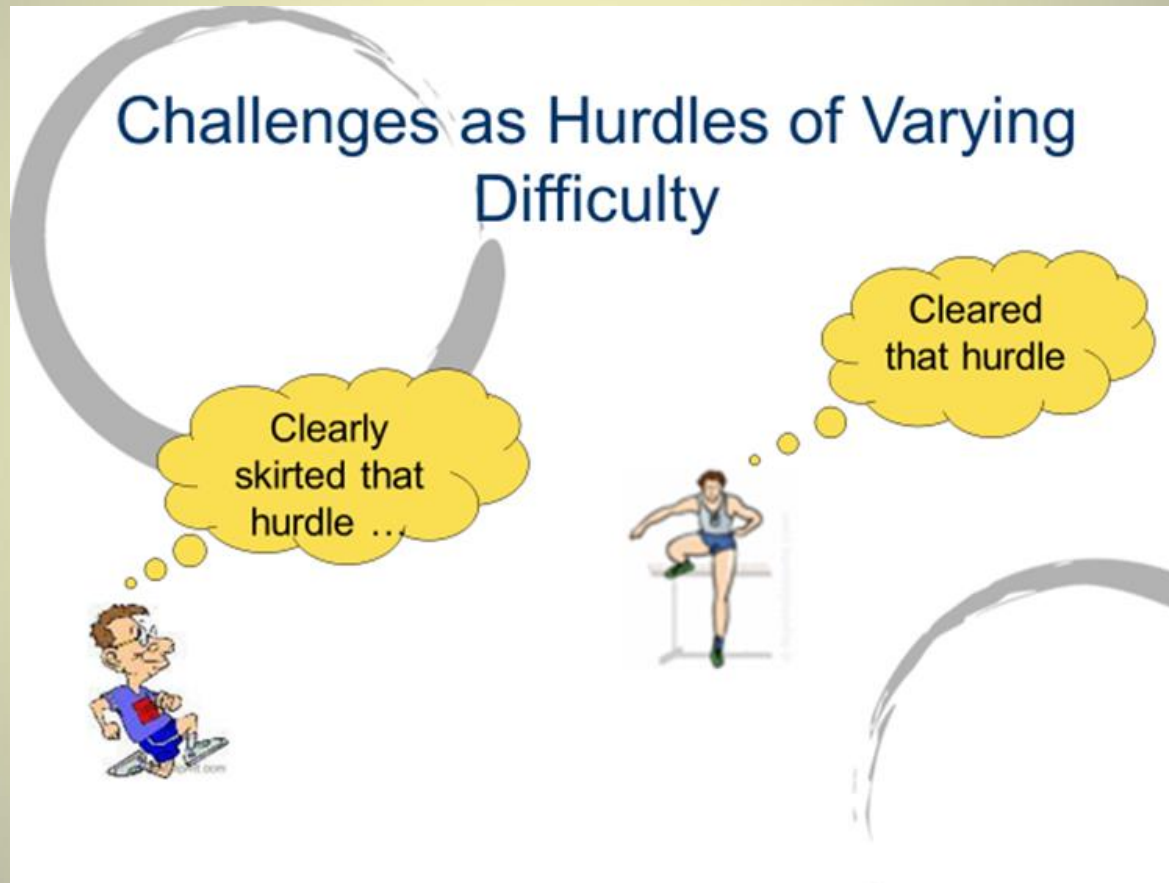 Challenges as Hurdles of Varying
Difficulty
Cleared
that hurdle
Clearly
skirted that
hurdle …